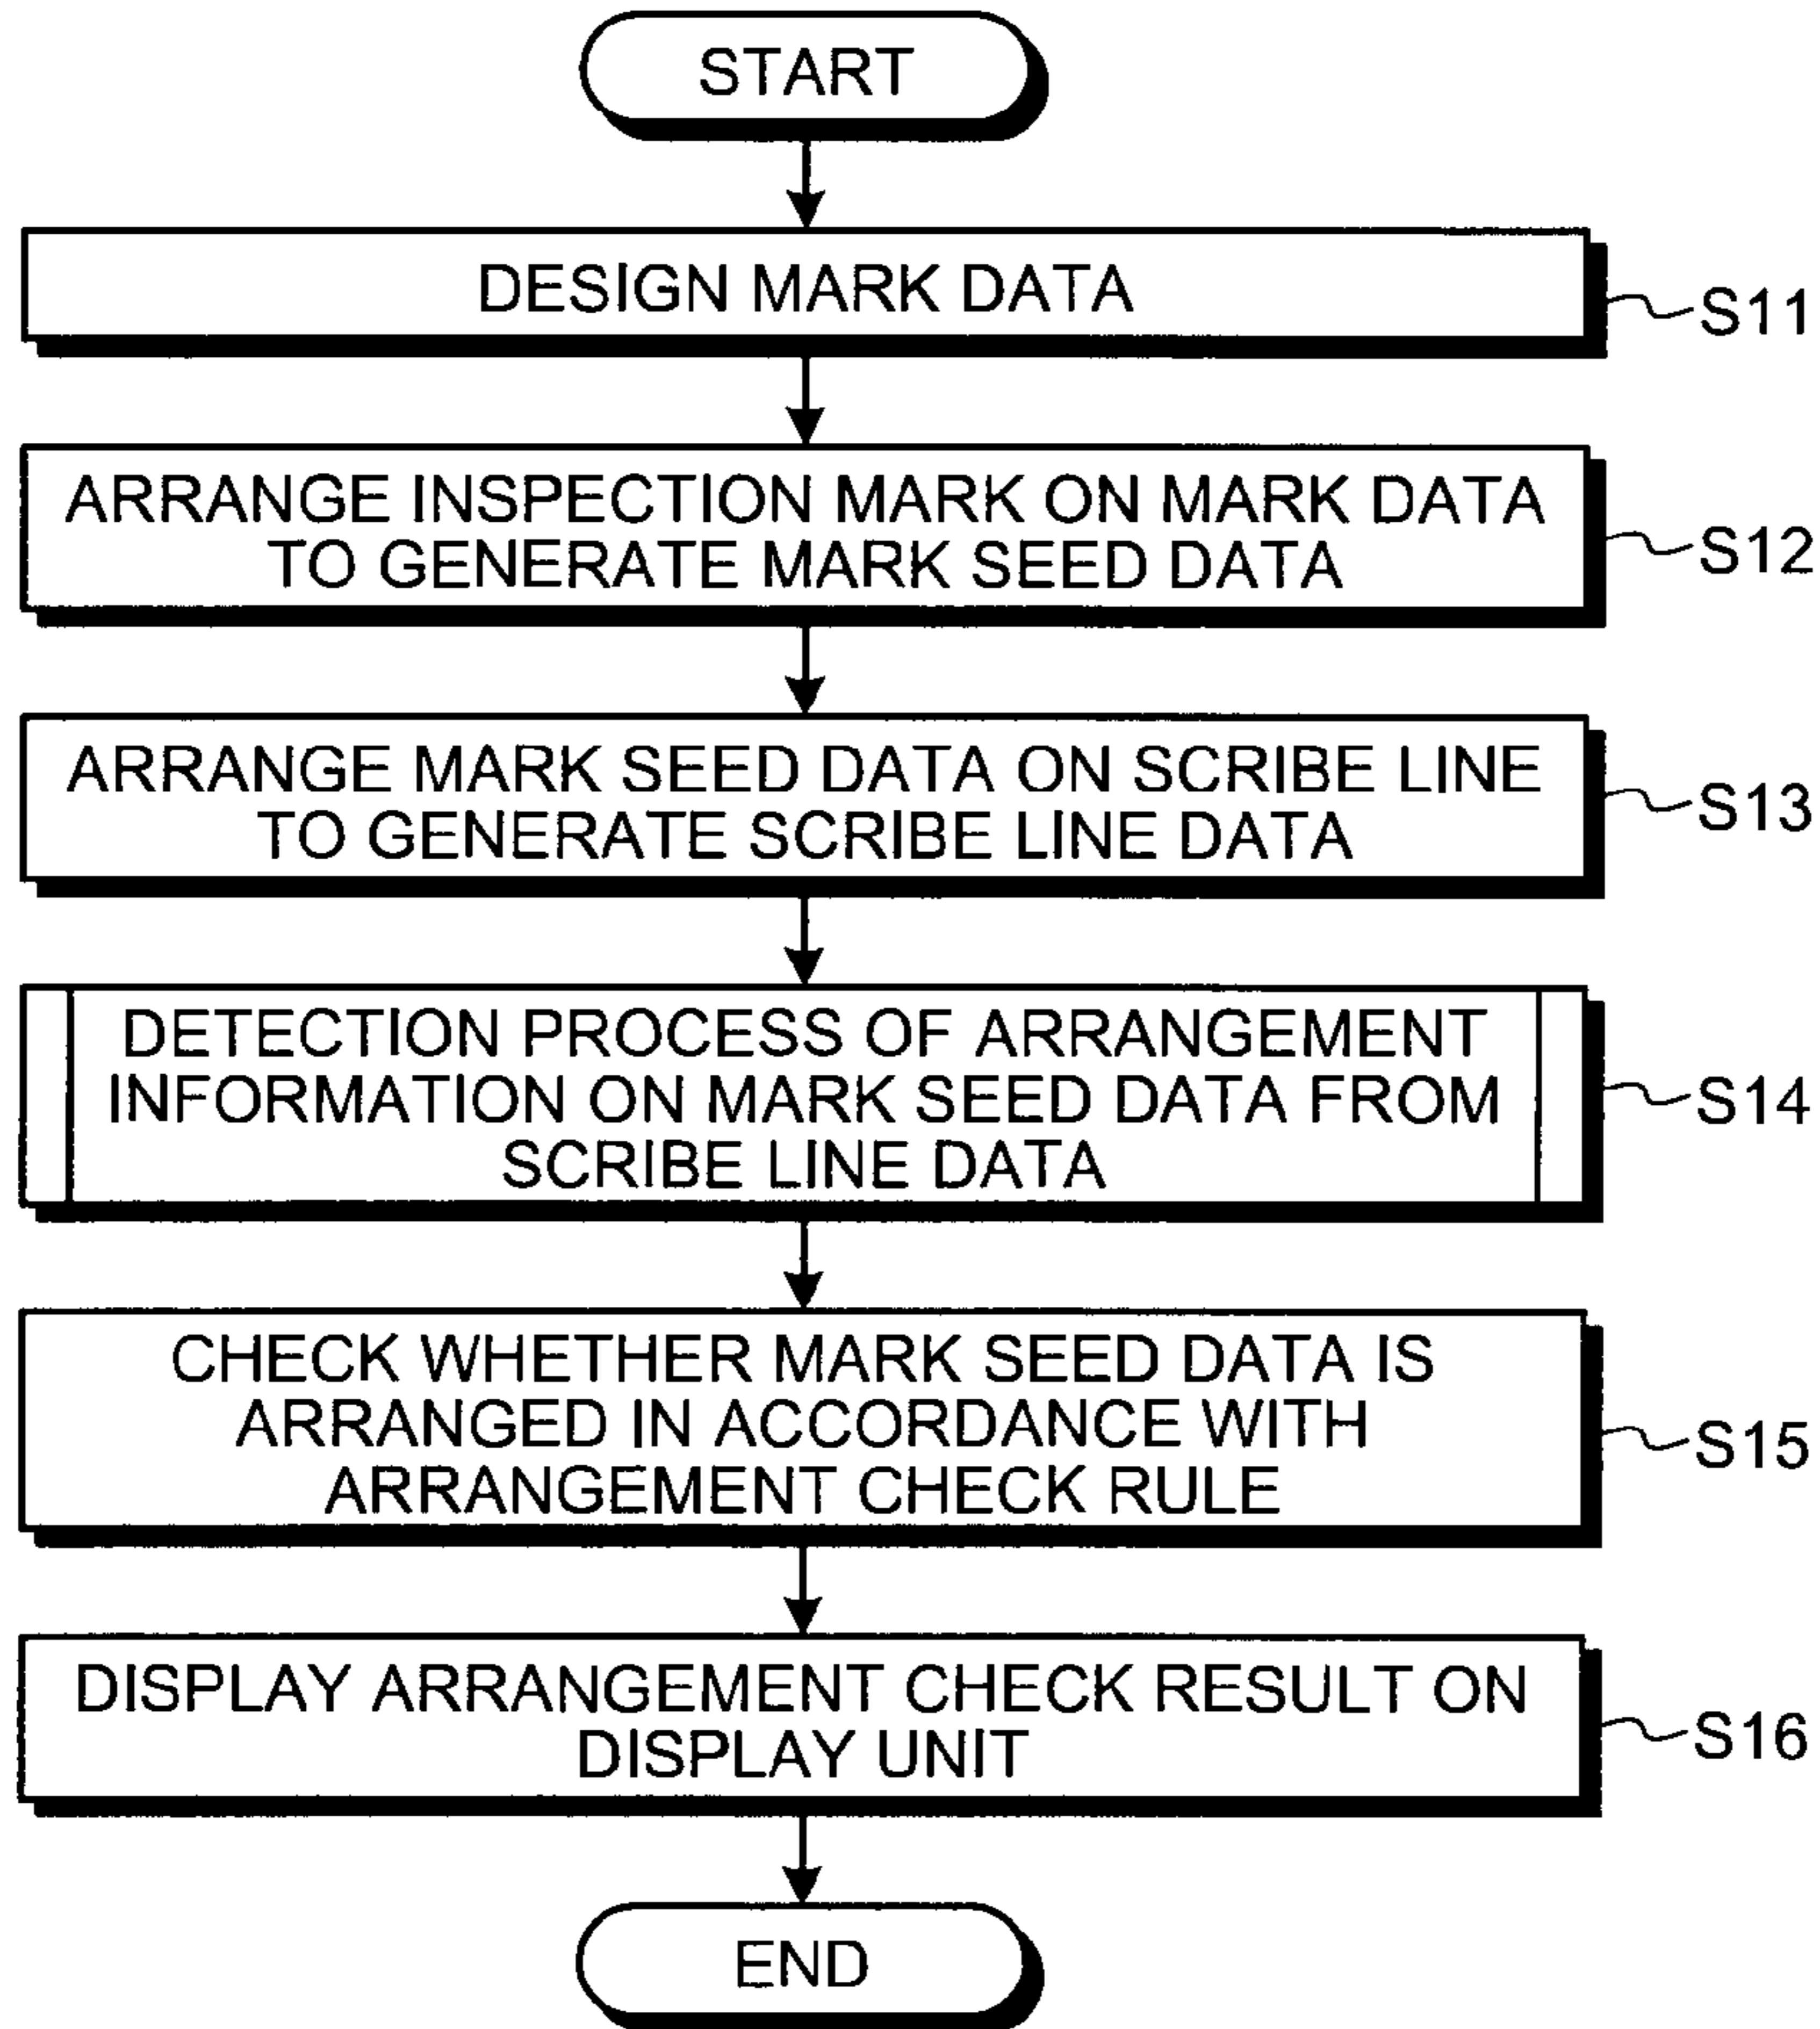 START
DESIGN MARK DATA
S11
ARRANGE INSPECTION MARK ON MARK DATA
TO GENERATE MARK SEED DATA
S12
ARRANGE MARK SEED DATA ON SCRIBE LINE
TO GENERATE SCRIBE LINE DATA
S13
DETECTION PROCESS OF ARRANGEMENT
INFORMATION ON MARK SEED DATA FROM
SCRIBE LINE DATA
S14
CHECK WHETHER MARK SEED DATA IS
ARRANGED IN ACCORDANCE WITH
ARRANGEMENT CHECK RULE
S15
DISPLAY ARRANGEMENT CHECK RESULT ON
DISPLAY UNIT
S16
END